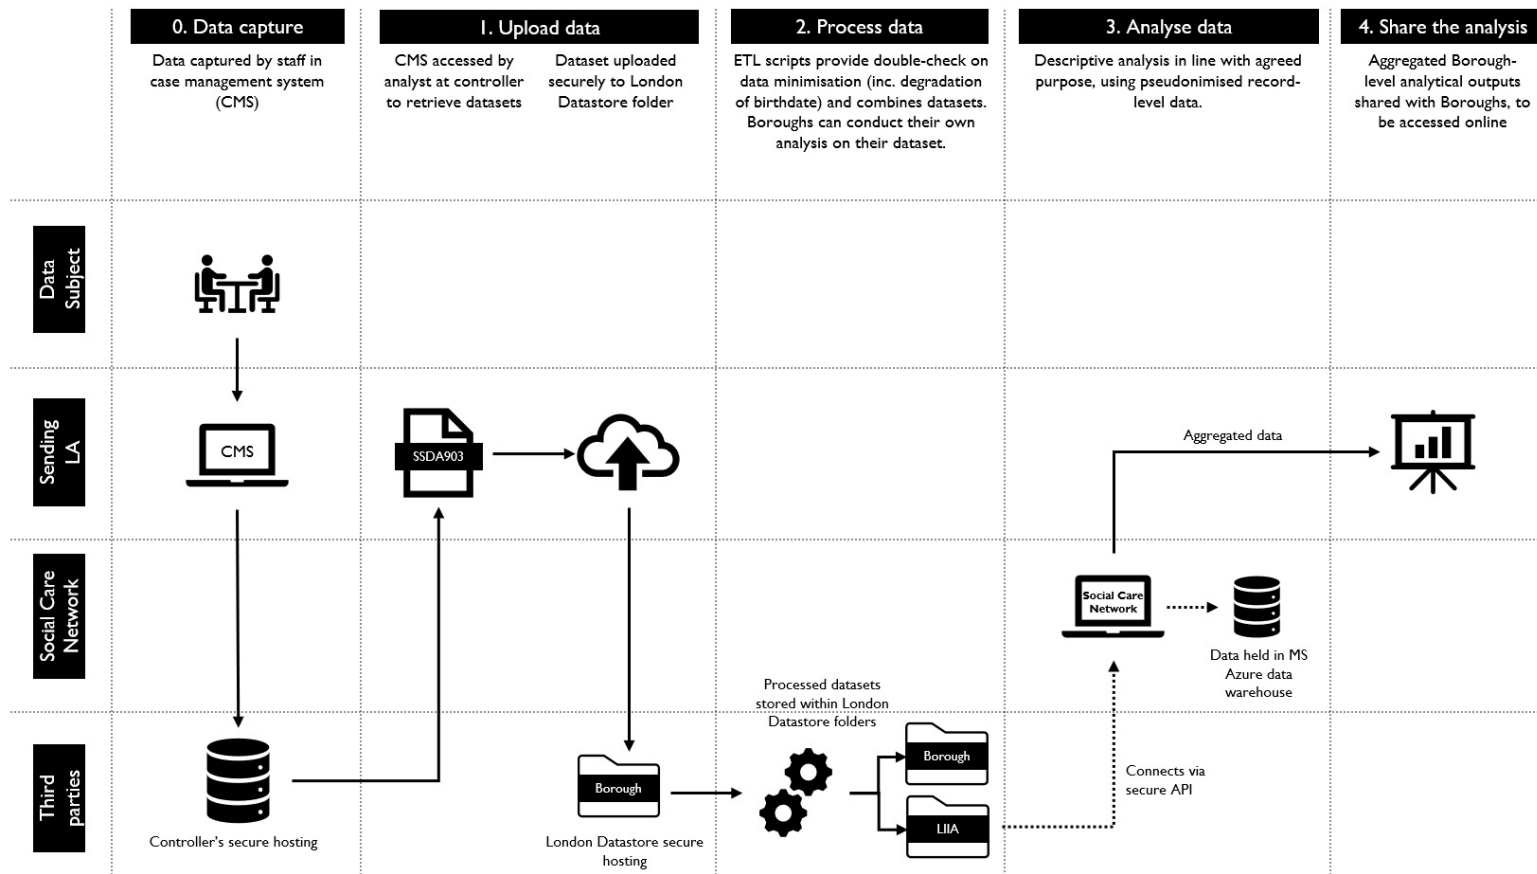 0. Data capture
1. Upload data
2. Process data
3. Analyse data
4. Share the analysis
Data captured by staff in
case management system
(CMS)
CMS accessed by
analyst at controller
to retrieve datasets
Dataset uploaded
securely to London
Datastore folder
ETL scripts provide double-check on
data minimisation (inc. degradation
of birthdate) and combines datasets.
Boroughs can conduct their own
analysis on their dataset.
Descriptive analysis in line with agreed
purpose, using pseudonimised record-
level data.
Aggregated Borough-
level analytical outputs
shared with Boroughs, to
be accessed online
Data
Subject
Sending
LA
CMS
SSDA903
Aggregated data
Social Care
Network
Social Care
Network
Data held in MS
Azure data
warehouse
Processed datasets
stored within London
Datastore folders
Third
parties
Controller's secure hosting
Borough
London Datastore secure
hosting
Borough
LIIA
Connects via
secure API